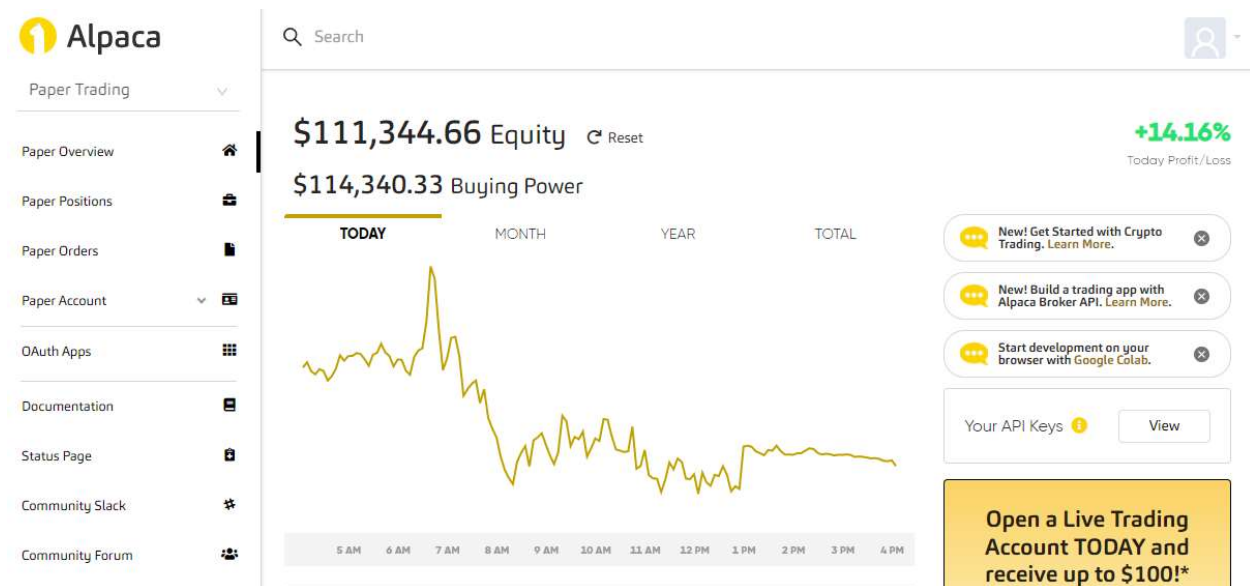 Alpaca
Search
Paper Trading
Paper Overview
Paper Positions
Paper Orders
Paper Account
OAuth Apps
Documentation
Status Page
Community Slack
Community Forum
$111,344.66 Equity Reset
$114,340.33 Buying Power
+14.16%
Today Profit/Loss
TODAY MONTH YEAR TOTAL
5 AM 6 AM 7 AM 8 AM 9 AM 10 AM 11 AM 12 PM 1 PM 2 PM 3 PM 4 PM
New! Get Started with Crypto
Trading. Learn More.
New! Build a trading app with
Alpaca Broker API. Learn More.
Start development on your
browser with Google Colab.
Your API Keys View
Open a Live Trading
Account TODAY and
receive up to $100!*